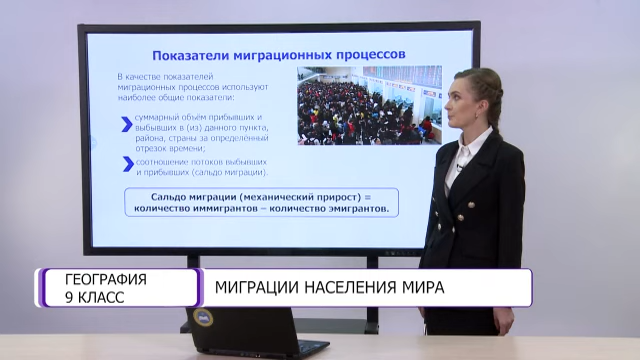 Показатели миграционных процессов
В качестве показателей
миграционных процессов используют
наиболее общие показатели:
суммарный объём прибывших и
выбывших в (из) данного пункта,
района, страны за определённый
отрезок времени;
соотношение потоков выбывших
и прибывших (сальдо миграции).
Сальдо миграции (механический прирост) =
количество иммигрантов – количество эмигрантов.
ГЕОГРАФИЯ
9 КЛАСС
МИГРАЦИИ НАСЕЛЕНИЯ МИРА